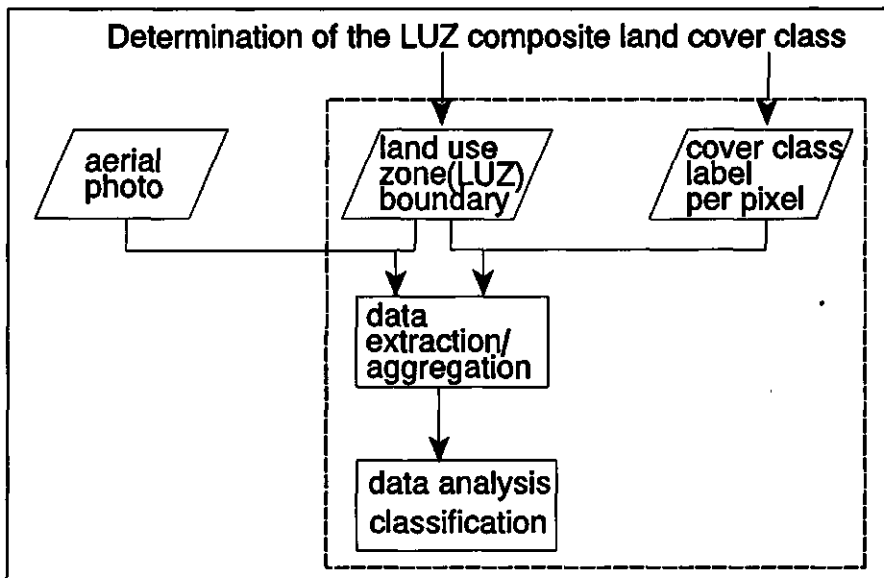 Determination of the LUZ composite land cover class
aerial
photo
land use
zone(LUZ)
boundary
cover class
label
per pixel
data
extraction/
aggregation
data analysis
classification